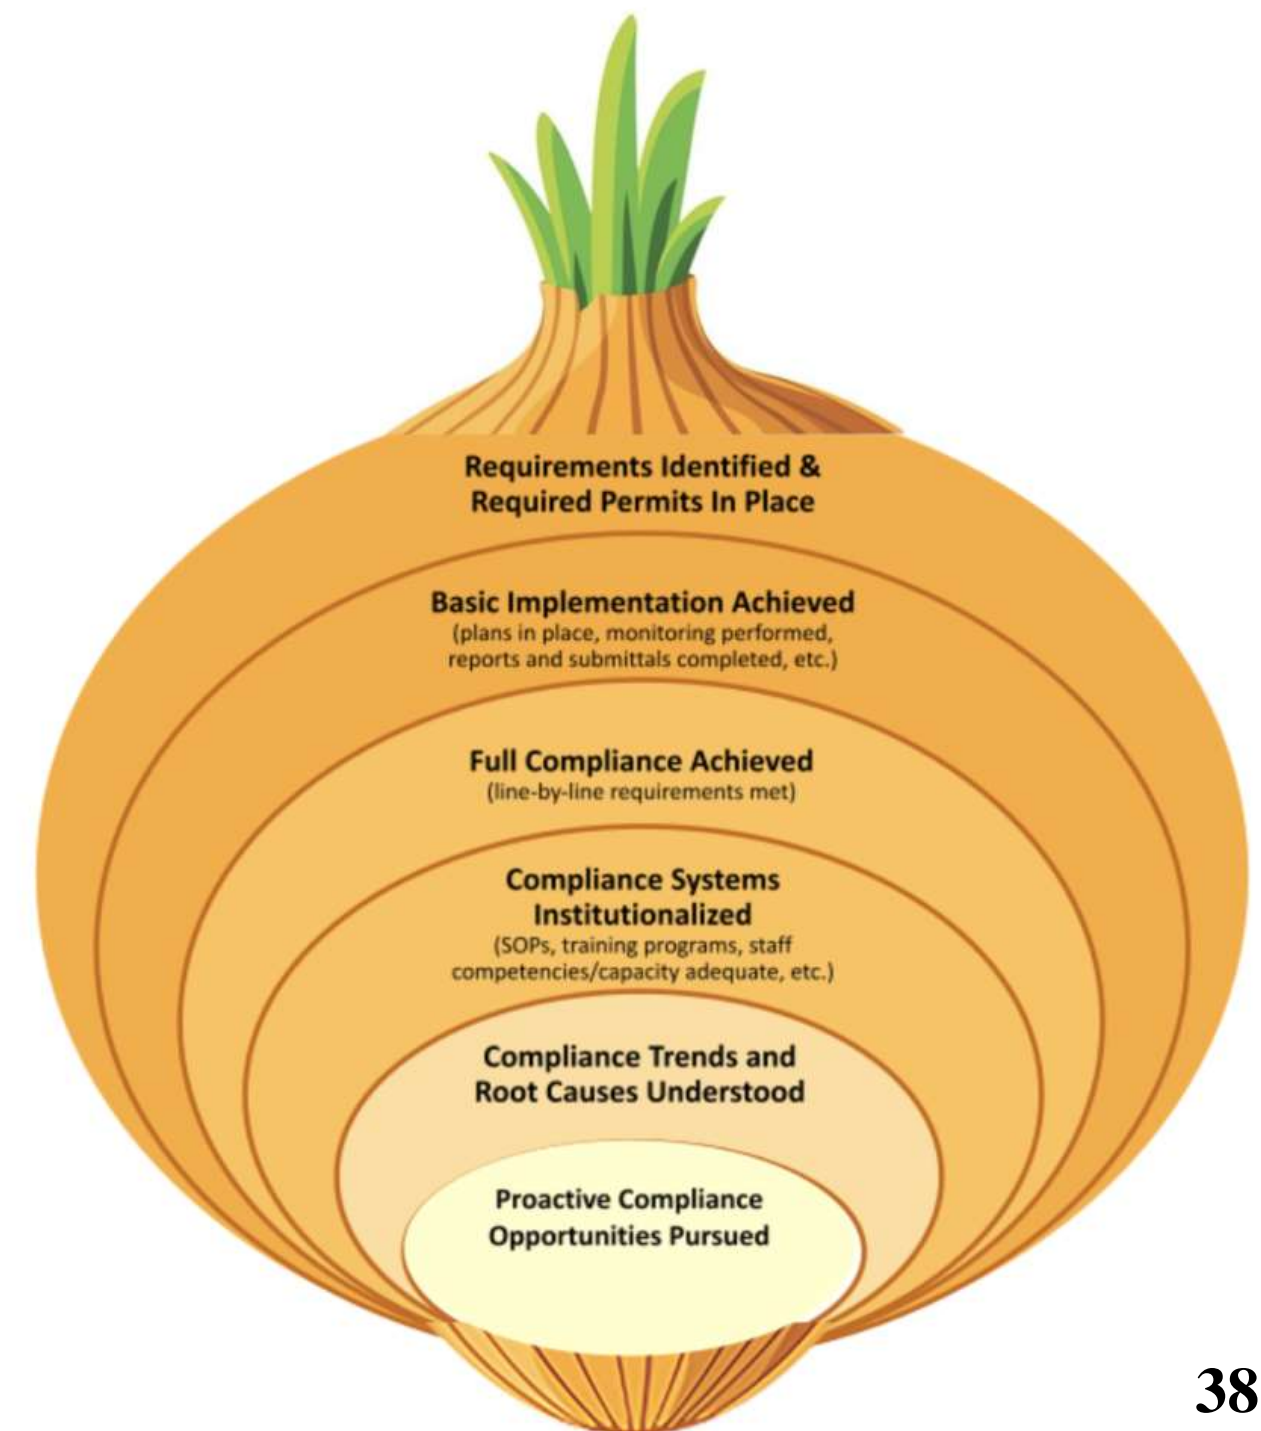 Requirements Identified &
Required Permits In Place
Basic Implementation Achieved
(plans in place, monitoring performed,
reports and submittals completed, etc.)
Full Compliance Achieved
(line-by-line requirements met)
Compliance Systems
Institutionalized
(SOPs, training programs, staff
competencies/capacity adequate, etc.)
Compliance Trends and
Root Causes Understood
Proactive Compliance
Opportunities Pursued
38